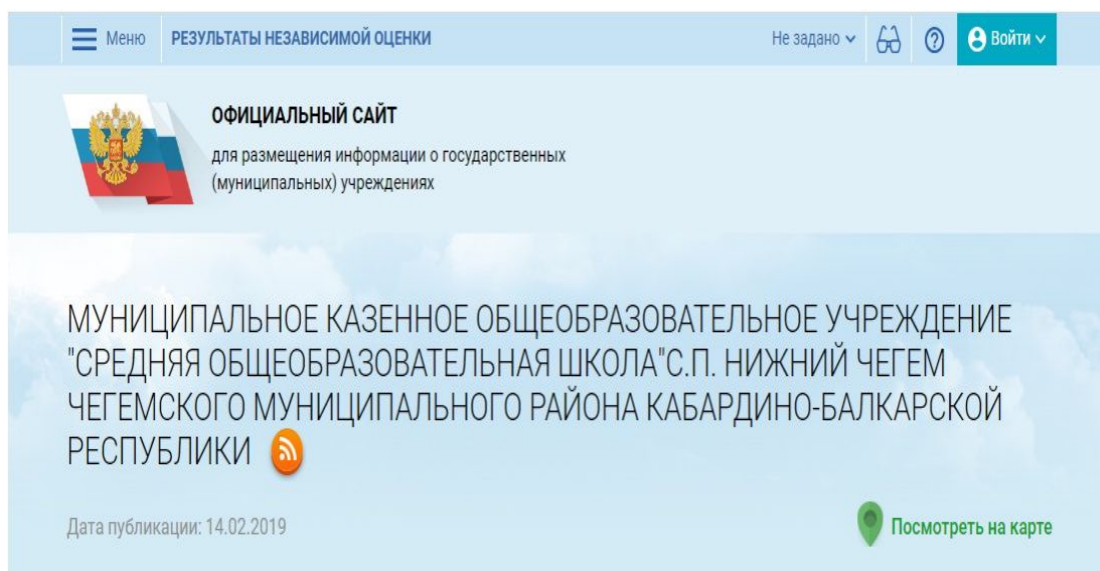 Меню РЕЗУЛЬТАТЫ НЕЗАВИСИМОЙ ОЦЕНКИ Не задано Войти
ОФИЦИАЛЬНЫЙ САЙТ
для размещения информации о государственных
(муниципальных) учреждениях
МУНИЦИПАЛЬНОЕ КАЗЕННОЕ ОБЩЕОБРАЗОВАТЕЛЬНОЕ УЧРЕЖДЕНИЕ
"СРЕДНЯЯ ОБЩЕОБРАЗОВАТЕЛЬНАЯ ШКОЛА"С.П. НИЖНИЙ ЧЕГЕМ
ЧЕГЕМСКОГО МУНИЦИПАЛЬНОГО РАЙОНА КАБАРДИНО-БАЛКАРСКОЙ
РЕСПУБЛИКИ
Дата публикации: 14.02.2019 Посмотреть на карте